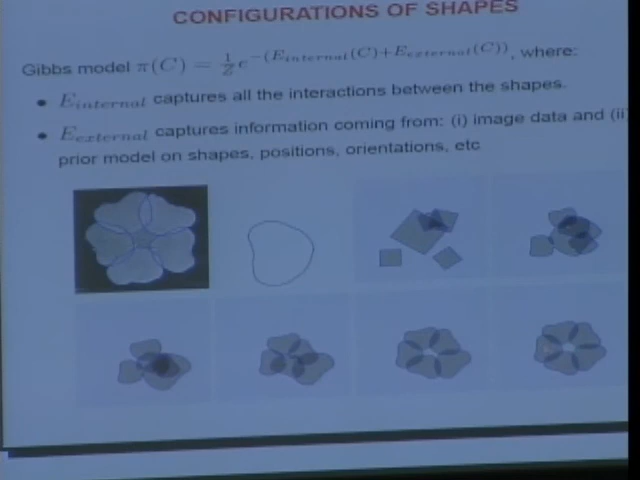 CONFIGURATIONS OF SHAPES
Gibbs model π(C) = 1/Z e^−(E_internal(C)+E_external(C)), where:
• E_internal captures all the interactions between the shapes.
• E_external captures information coming from: (i) image data and (ii
prior model on shapes, positions, orientations, etc